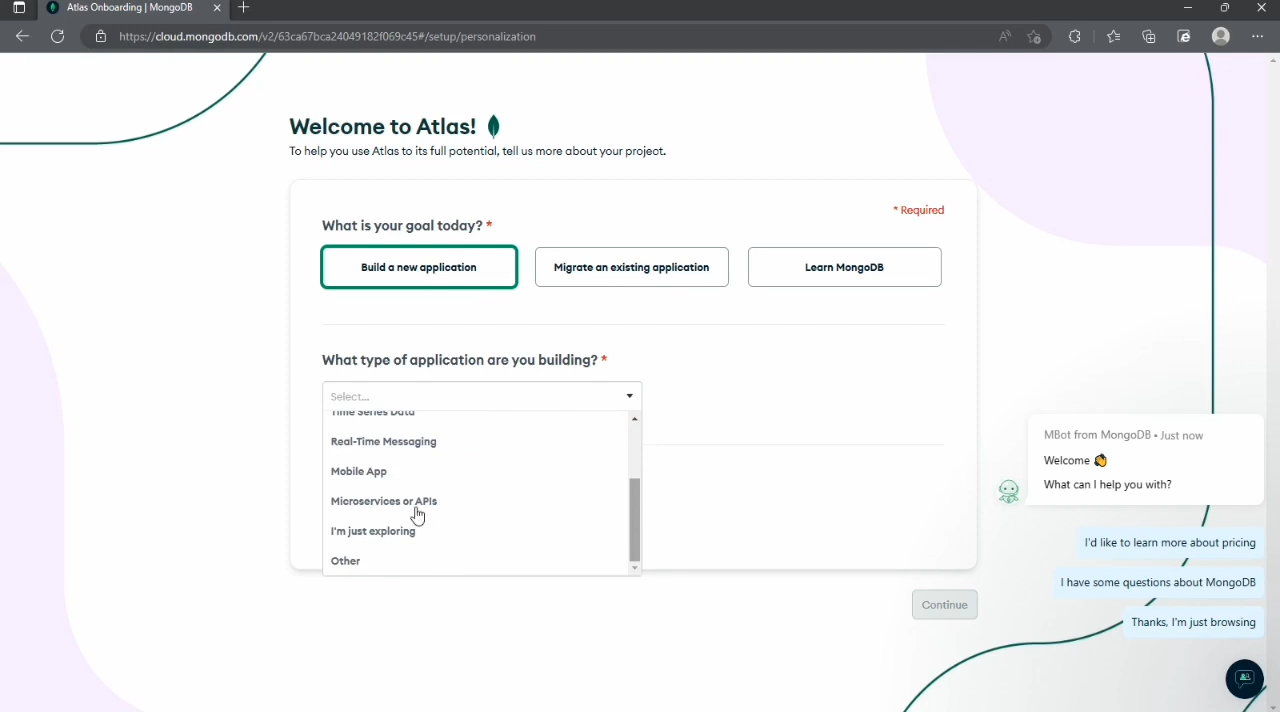 Atlas Onboarding | MongoDB
https://cloud.mongodb.com/v2/63ca67bca24049182f069c45#/setup/personalization
Welcome to Atlas!
To help you use Atlas to its full potential, tell us more about your project.
* Required
What is your goal today? *
Build a new application
Migrate an existing application
Learn MongoDB
What type of application are you building? *
Select...
Time Series Data
Real-Time Messaging
Mobile App
Microservices or APIs
I'm just exploring
Other
Continue
MBot from MongoDB • Just now
Welcome 👏
What can I help you with?
I'd like to learn more about pricing
I have some questions about MongoDB
Thanks, I'm just browsing